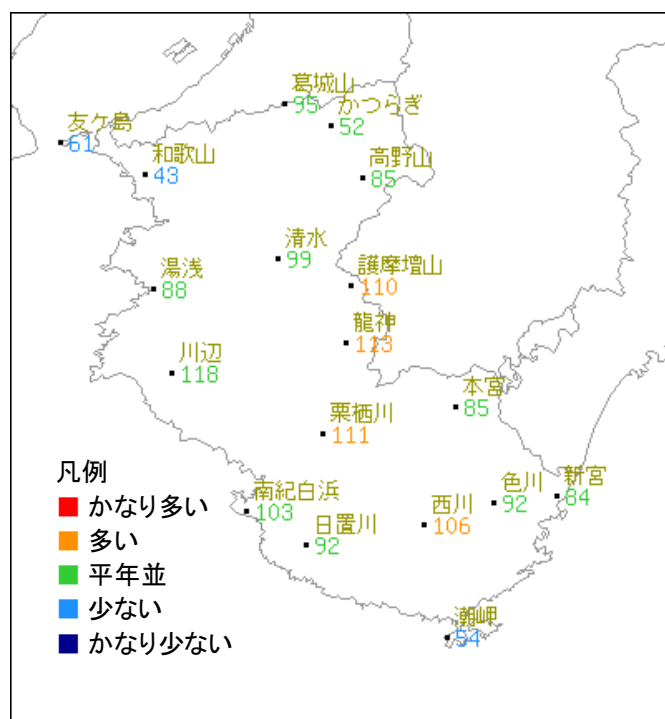 葛城山
95
かつらぎ
52
友ケ島
61
和歌山
43
高野山
85
清水
99
護摩壇山
110
湯浅
88
龍神
113
川辺
118
本宮
85
栗栖川
111
凡例
かなり多い
多い
平年並
少ない
かなり少ない
南紀白浜
103
日置川
92
西川
106
色川
92
新宮
84
潮岬
54